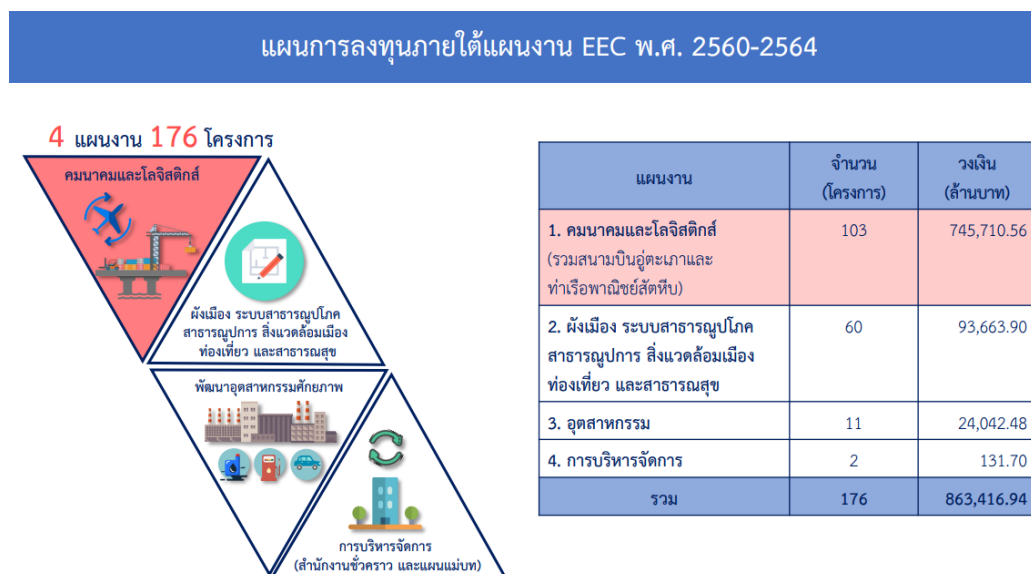 แผนการลงทุนภายใต้แผนงาน EEC พ.ศ. 2560-2564
4 แผนงาน 176 โครงการ
คมนาคมและโลจิสติกส์
ผังเมือง ระบบสาธารณูปโภค
สาธารณูปการ สิ่งแวดล้อมเมือง
ท่องเที่ยว และสาธารณสุข
พัฒนาอุตสาหกรรมศักยภาพ
การบริหารจัดการ
(สำนักงานชั่วคราว และแผนแม่บท)
แผนงาน
จำนวน
(โครงการ)
วงเงิน
(ล้านบาท)
1. คมนาคมและโลจิสติกส์ 103 745,710.56
(รวมสนามบินอู่ตะเภาและ
ท่าเรือพาณิชย์สัตหีบ)
2. ผังเมือง ระบบสาธารณูปโภค 60 93,663.90
สาธารณูปการ สิ่งแวดล้อมเมือง
ท่องเที่ยว และสาธารณสุข
3. อุตสาหกรรม 11 24,042.48
4. การบริหารจัดการ 2 131.70
รวม 176 863,416.94